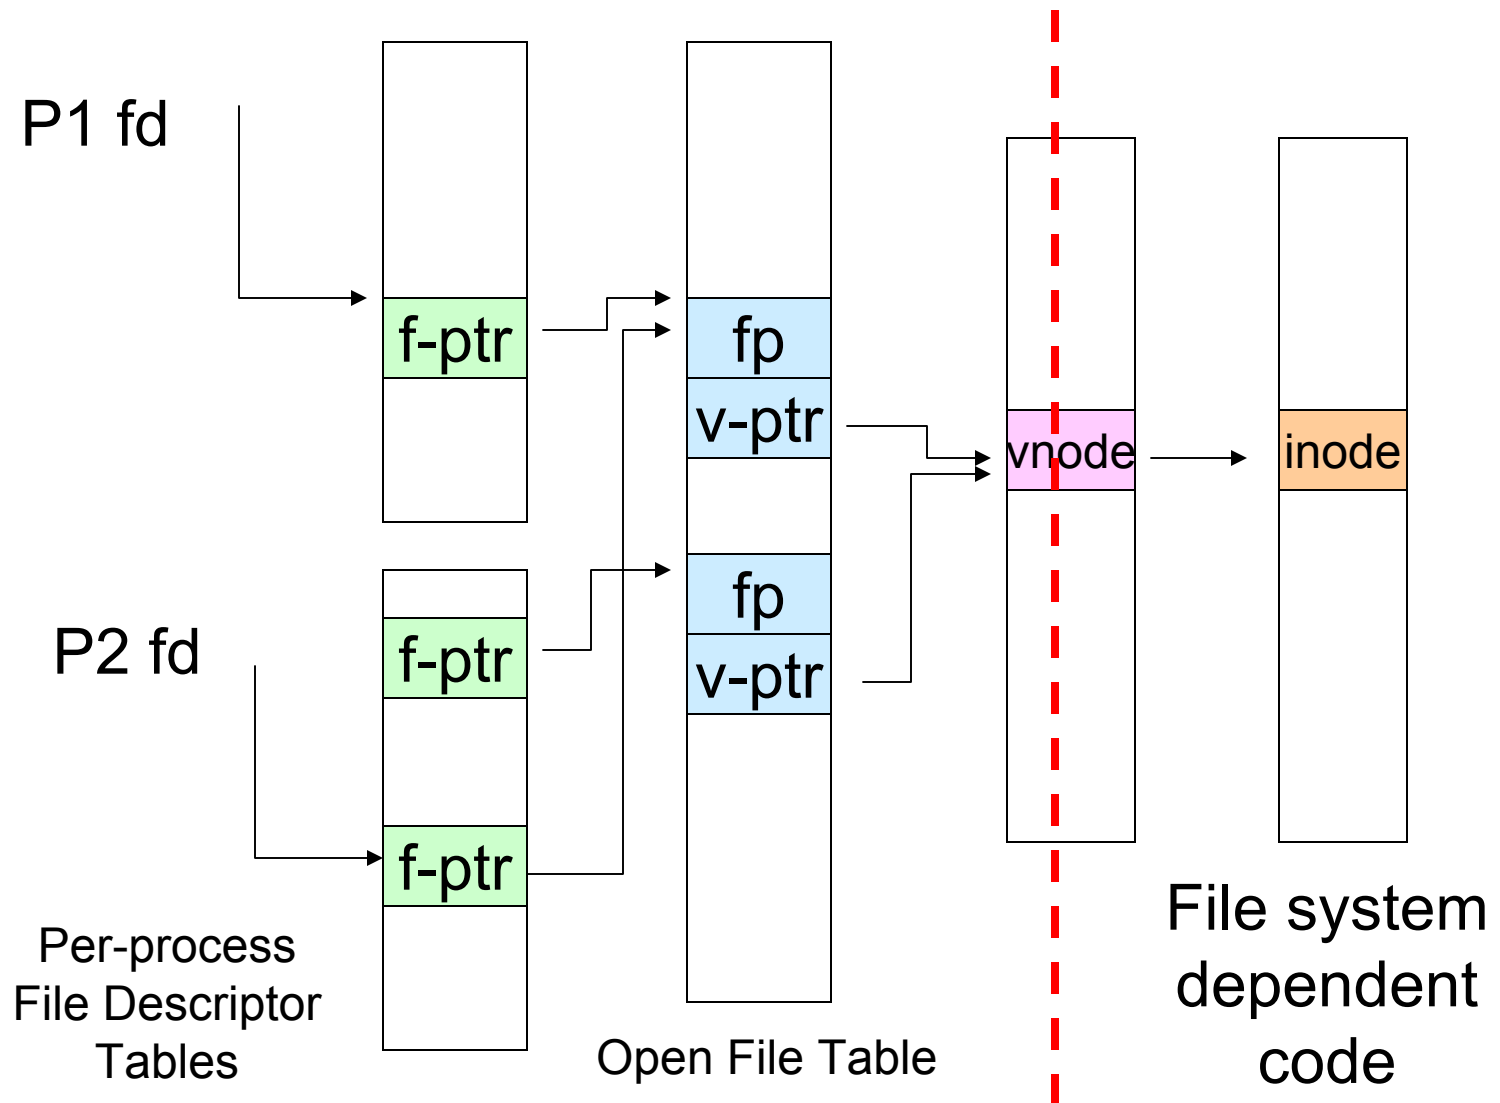 P1 fd
f-ptr
fp
v-ptr
vnode
inode
fp
P2 fd
f-ptr
v-ptr
f-ptr
Per-process
File Descriptor
Tables
Open File Table
File system
dependent
code